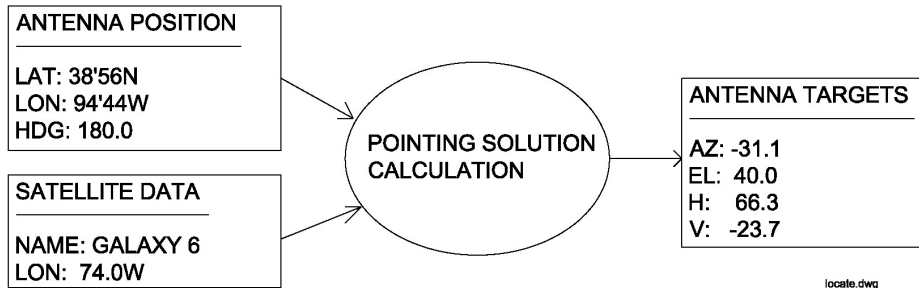 ANTENNA POSITION
LAT: 38'56N
LON: 94'44W
HDG: 180.0
SATELLITE DATA
NAME: GALAXY 6
LON: 74.0W
POINTING SOLUTION
CALCULATION
ANTENNA TARGETS
AZ: -31.1
EL: 40.0
H: 66.3
V: -23.7
locate.dwg